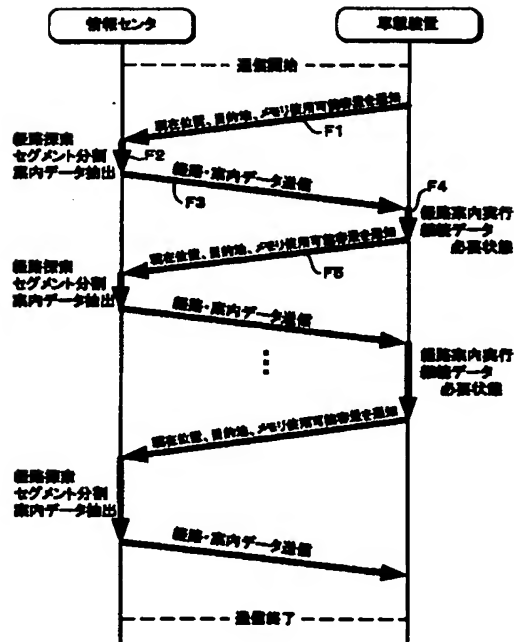 情報センタ
車載装置
通信開始
現在位置、目的地、メモリ使用可能容量を通知
F1
経路探索
セグメント分割
案内データ抽出
F2
経路・案内データ送信
F3
F4
経路案内実行
継続データ
必要状態
現在位置、目的地、メモリ使用可能容量を通知
F5
経路探索
セグメント分割
案内データ抽出
経路・案内データ送信
経路案内実行
継続データ
必要状態
現在位置、目的地、メモリ使用可能容量を通知
経路探索
セグメント分割
案内データ抽出
経路・案内データ送信
通信終了